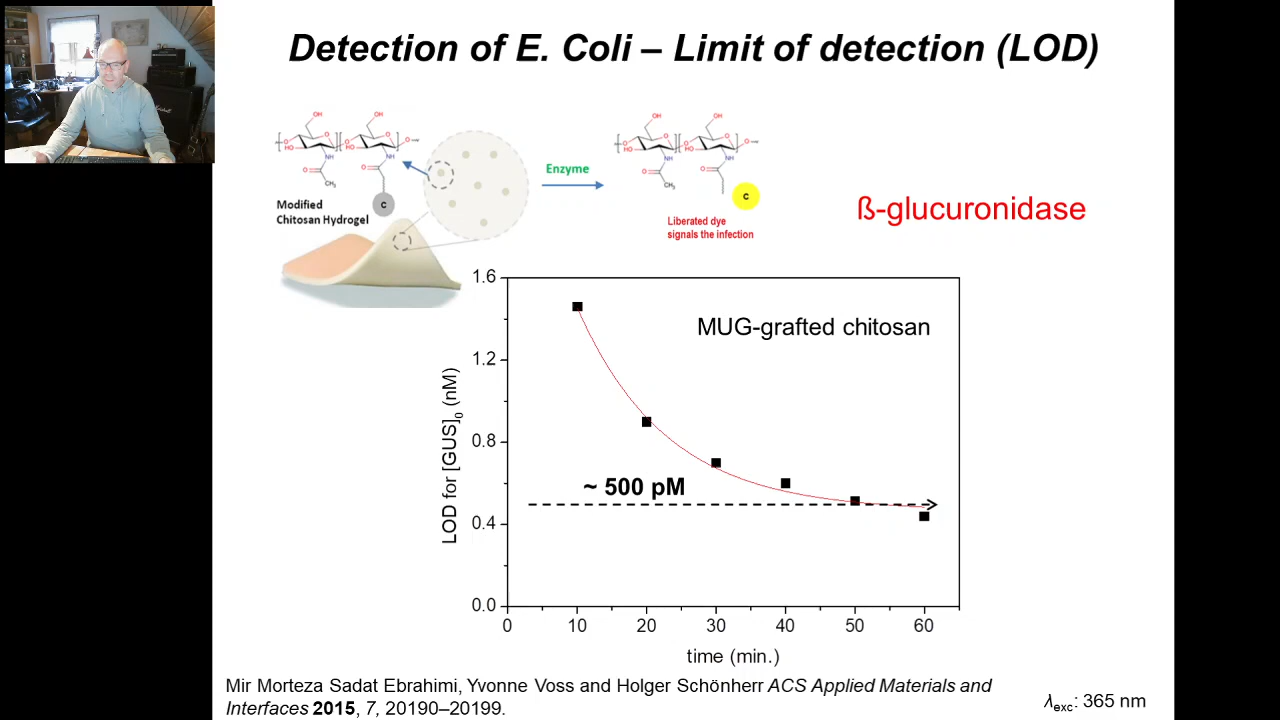 Detection of E. Coli – Limit of detection (LOD)
OH
OH
O
O
O
HO
HO
NH
NH
O
O
CH₃
C
Modified
Chitosan Hydrogel
Enzyme
OH
OH
O
O
O
HO
HO
NH
NH
O
O
CH₃
C
Liberated dye
signals the infection
ß-glucuronidase
MUG-grafted chitosan
~ 500 pM
LOD for [GUS]₀ (nM)
1.6
1.2
0.8
0.4
0.0
0 10 20 30 40 50 60
time (min.)
Mir Morteza Sadat Ebrahimi, Yvonne Voss and Holger Schönherr ACS Applied Materials and
Interfaces 2015, 7, 20190–20199.
λexc: 365 nm